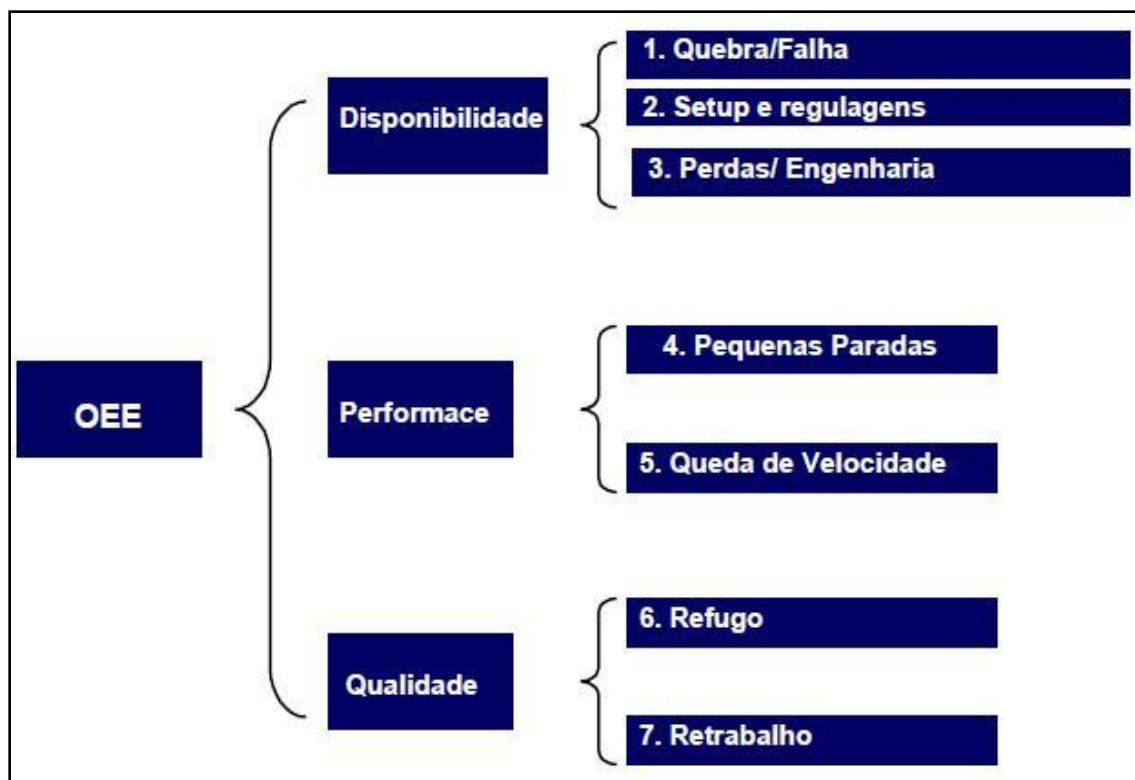 OEE
Disponibilidade
1. Quebra/Falha
2. Setup e regulagens
3. Perdas/ Engenharia
Performace
4. Pequenas Paradas
5. Queda de Velocidade
Qualidade
6. Refugo
7. Retrabalho